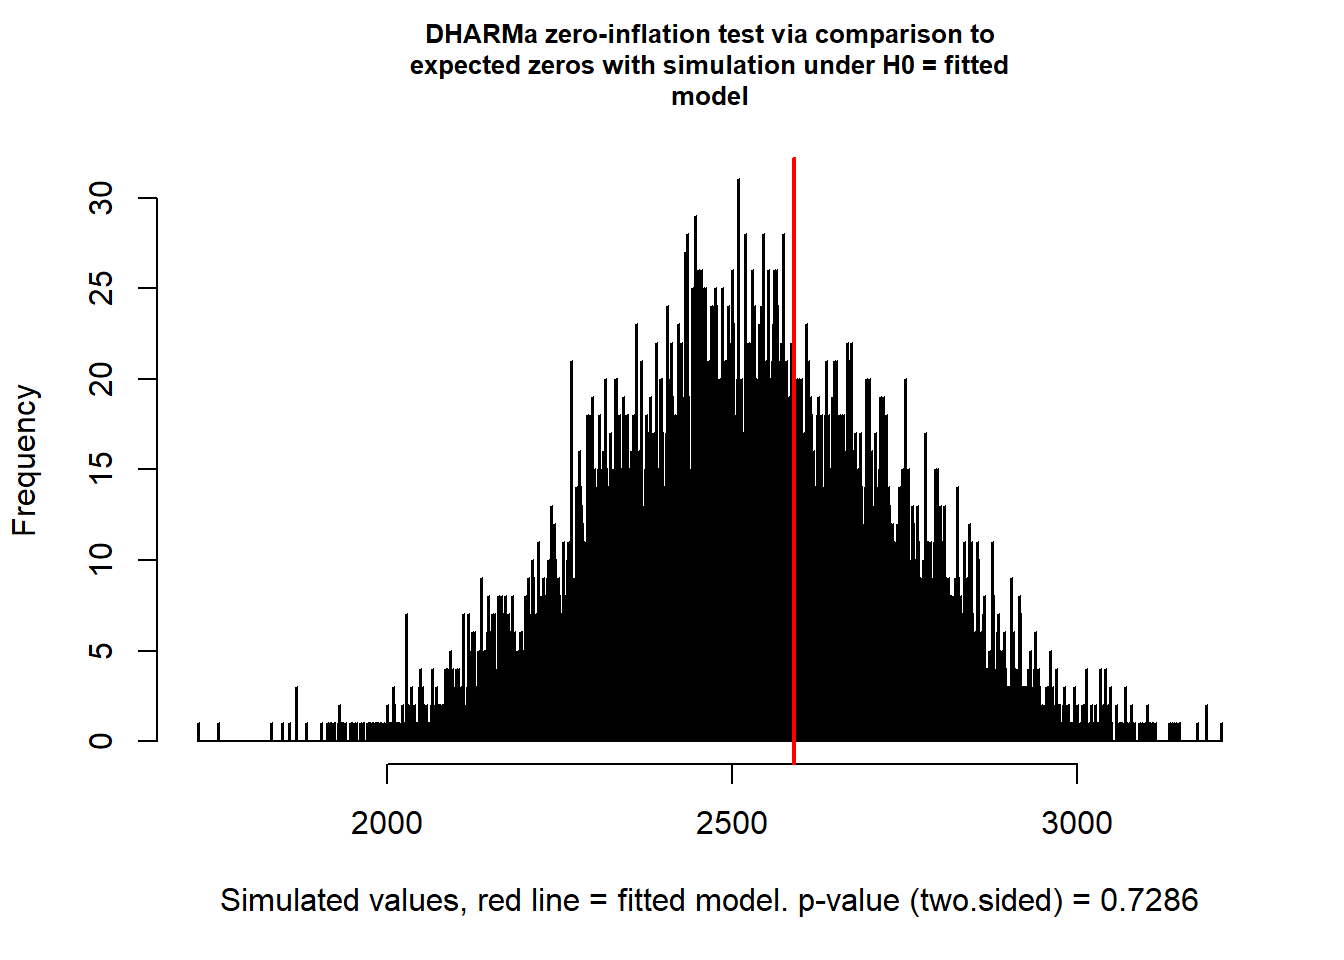 DHARMa zero-inflation test via comparison to
expected zeros with simulation under H0 = fitted
model
Frequency
30
25
20
15
10
5
0
2000 2500 3000
Simulated values, red line = fitted model. p-value (two.sided) = 0.7286